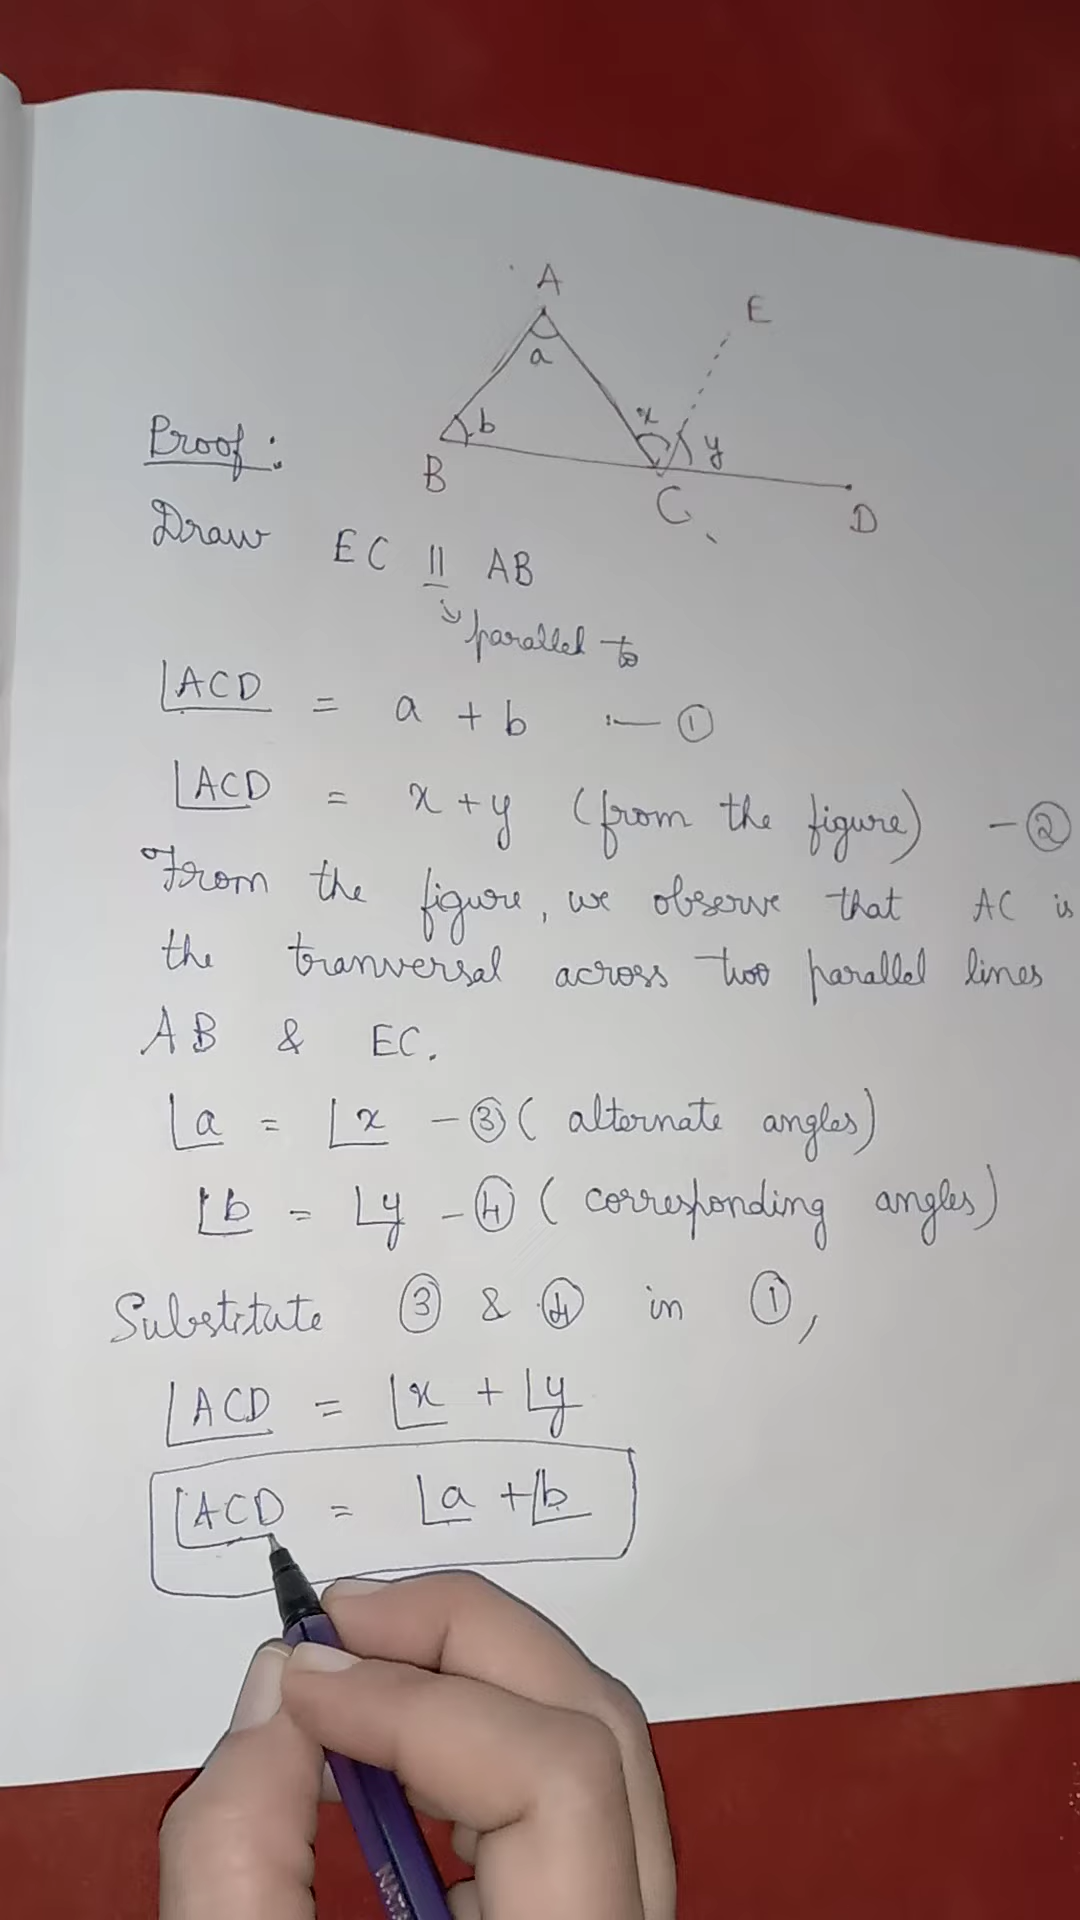 A
E
a
x
b
y
Proof:
B
C
D
Draw EC || AB
parallel to
∠ACD = a + b — ①
∠ACD = x + y (from the figure) - ②
From the figure, we observe that AC is
the tranversal across two parallel lines
AB & EC.
∠a = ∠x - ③ (alternate angles)
∠b = ∠y - ④ (corresponding angles)
Substitute ③ & ④ in ①,
∠ACD = ∠x + ∠y
∠ACD = ∠a + ∠b